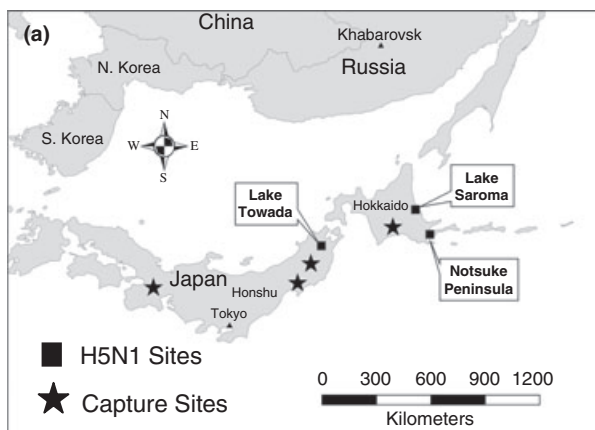 (a)
China
Khabarovsk
N. Korea
Russia
S. Korea
N
W E
S
Lake
Towada
Hokkaido
Lake
Saroma
Notsuke
Peninsula
Japan
Honshu
Tokyo
H5N1 Sites
Capture Sites
0 300 600 900 1200
Kilometers